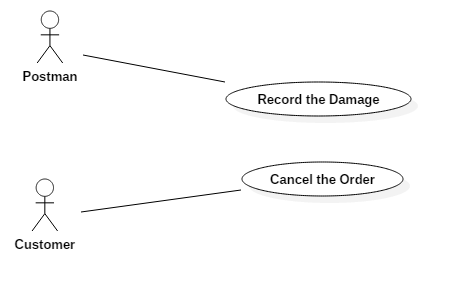 Postman
Record the Damage
Cancel the Order
Customer